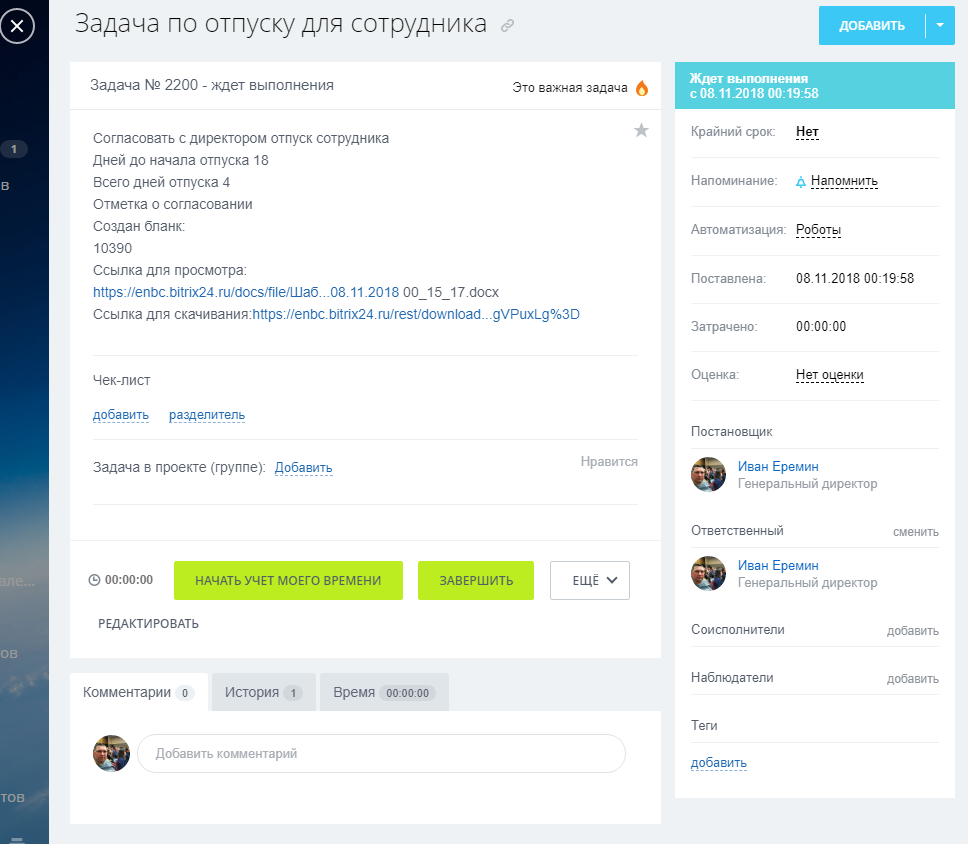 Задача по отпуску для сотрудника
ДОБАВИТЬ
Задача № 2200 - ждет выполнения
Это важная задача
Согласовать с директором отпуск сотрудника
Дней до начала отпуска 18
Всего дней отпуска 4
Отметка о согласовании
Создан бланк:
10390
Ссылка для просмотра:
https://enbc.bitrix24.ru/docs/file/Шаб...08.11.2018 00_15_17.docx
Ссылка для скачивания:https://enbc.bitrix24.ru/rest/download...gVPuxLg%3D
Чек-лист
добавить разделитель
Задача в проекте (группе): Добавить
Нравится
00:00:00
НАЧАТЬ УЧЕТ МОЕГО ВРЕМЕНИ
ЗАВЕРШИТЬ
ЕЩЁ
РЕДАКТИРОВАТЬ
Комментарии 0
История 1
Время 00:00:00
Добавить комментарий
Ждет выполнения
с 08.11.2018 00:19:58
Крайний срок: Нет
Напоминание: Напомнить
Автоматизация: Роботы
Поставлена: 08.11.2018 00:19:58
Затрачено: 00:00:00
Оценка: Нет оценки
Постановщик
Иван Еремин
Генеральный директор
Ответственный сменить
Иван Еремин
Генеральный директор
Соисполнители добавить
Наблюдатели добавить
Теги
добавить
1
в
але...
ов
тов